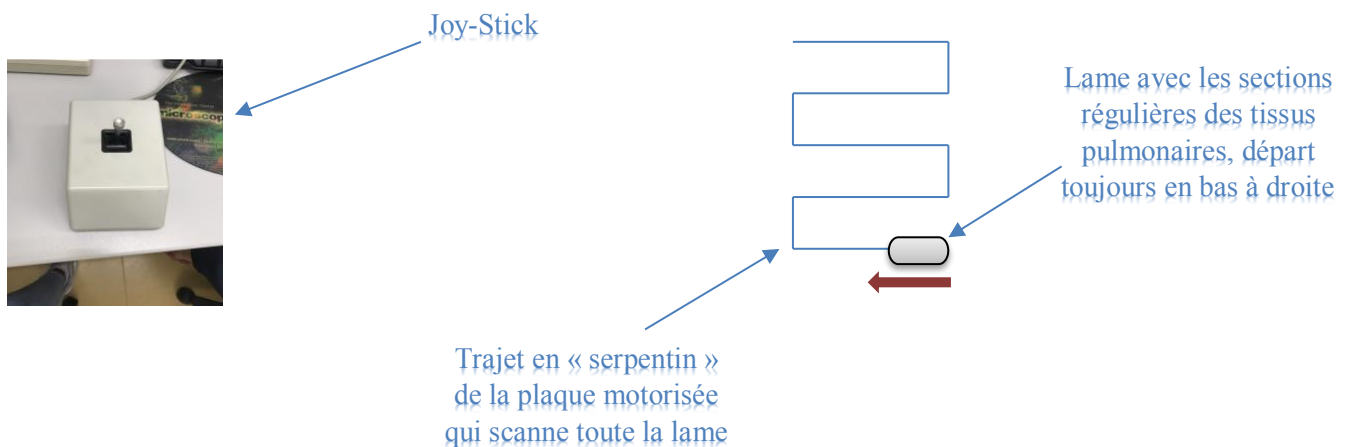 Joy-Stick
microscop
Lame avec les sections
régulières des tissus
pulmonaires, départ
toujours en bas à droite
Trajet en « serpentin »
de la plaque motorisée
qui scanne toute la lame